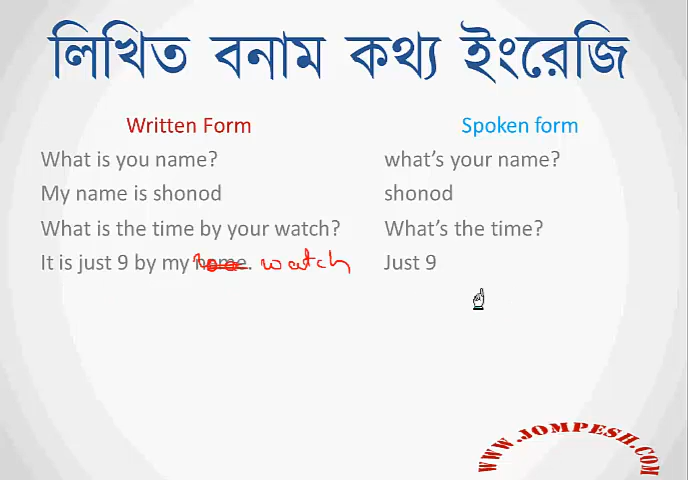 লিখিত বনাম কথ্য ইংরেজি
Written Form Spoken form
What is you name? what's your name?
My name is shonod shonod
What is the time by your watch? What's the time?
It is just 9 by my name. watch Just 9
WWW.JOMPESH.COM